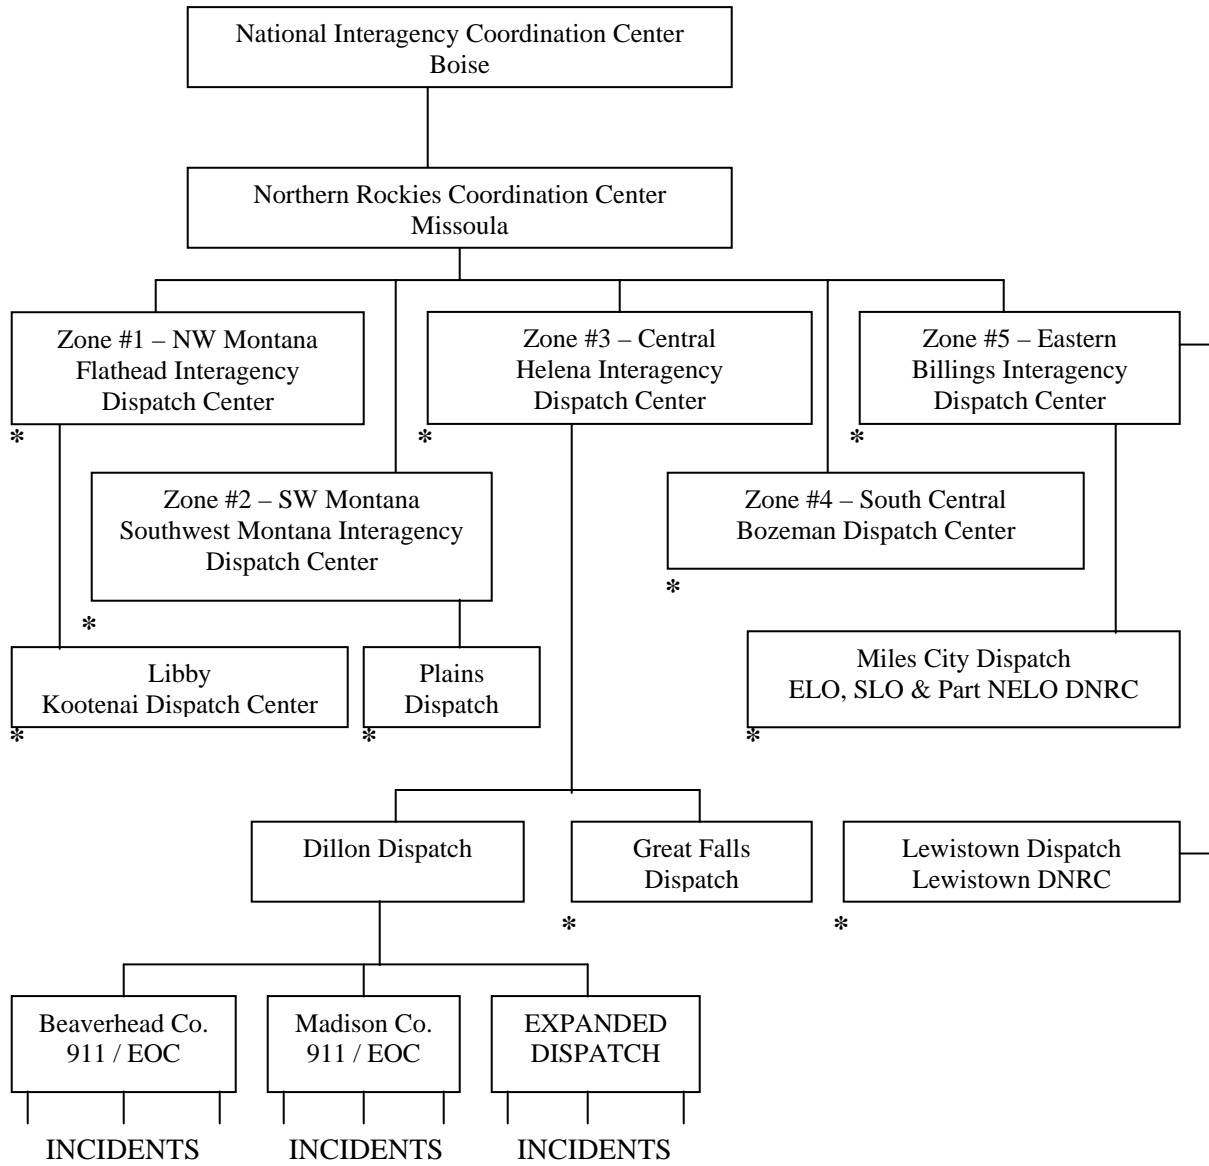 National Interagency Coordination Center
Boise
Northern Rockies Coordination Center
Missoula
Zone #1 – NW Montana
Flathead Interagency
Dispatch Center
*
Zone #3 – Central
Helena Interagency
Dispatch Center
*
Zone #5 – Eastern
Billings Interagency
Dispatch Center
*
Zone #2 – SW Montana
Southwest Montana Interagency
Dispatch Center
*
Zone #4 – South Central
Bozeman Dispatch Center
*
Libby
Kootenai Dispatch Center
*
Plains
Dispatch
*
Miles City Dispatch
ELO, SLO & Part NELO DNRC
*
Dillon Dispatch
Great Falls
Dispatch
*
Lewistown Dispatch
Lewistown DNRC
*
Beaverhead Co.
911 / EOC
Madison Co.
911 / EOC
EXPANDED
DISPATCH
INCIDENTS
INCIDENTS
INCIDENTS